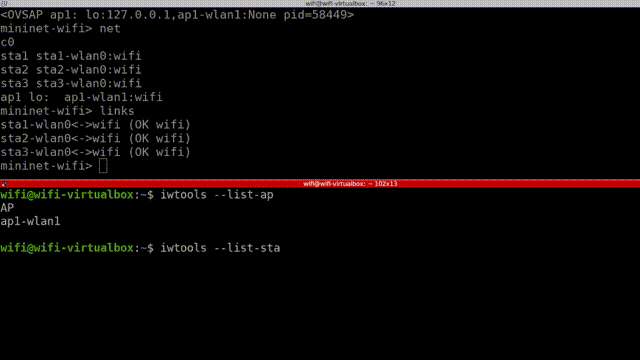 wifi@wifi-virtualbox: ~ 96x12
<OVSAP ap1: lo:127.0.0.1,ap1-wlan1:None pid=58449>
mininet-wifi> net
c0
sta1 sta1-wlan0:wifi
sta2 sta2-wlan0:wifi
sta3 sta3-wlan0:wifi
ap1 lo:  ap1-wlan1:wifi
mininet-wifi> links
sta1-wlan0<->wifi (OK wifi)
sta2-wlan0<->wifi (OK wifi)
sta3-wlan0<->wifi (OK wifi)
mininet-wifi>
wifi@wifi-virtualbox: ~ 102x13
wifi@wifi-virtualbox:~$ iwtools --list-ap
AP
ap1-wlan1
wifi@wifi-virtualbox:~$ iwtools --list-sta